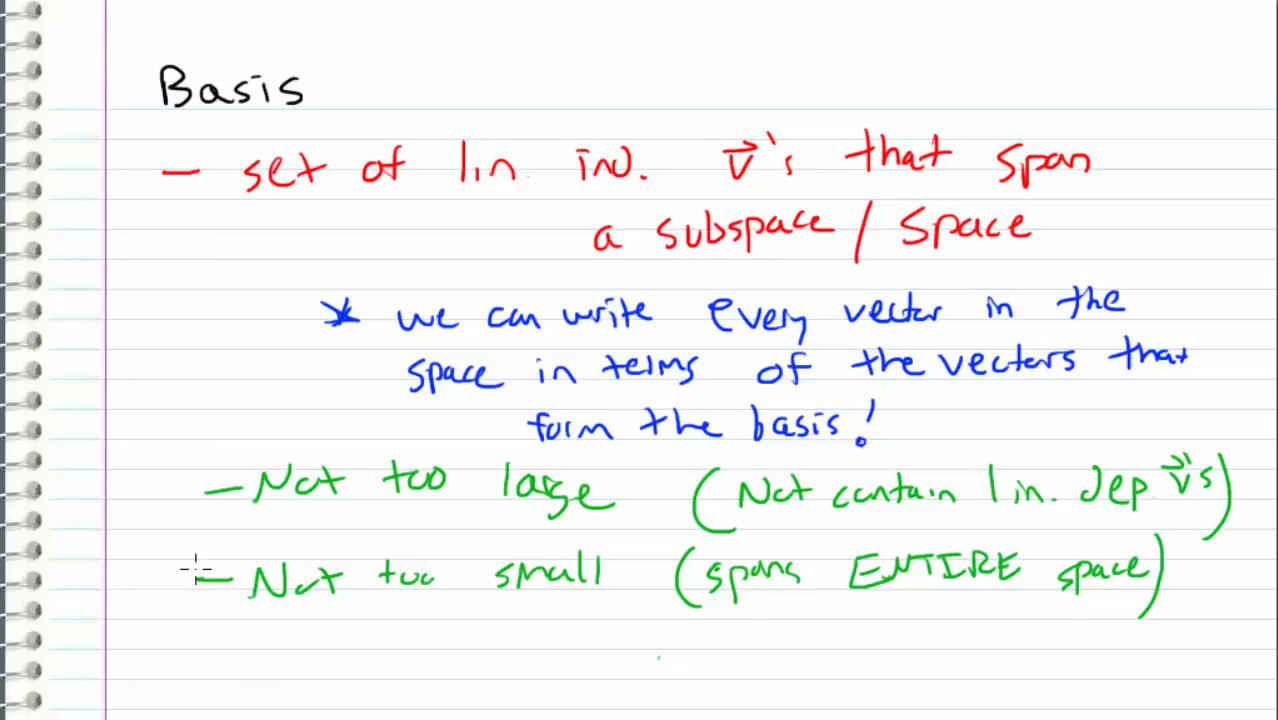 Basis
- set of lin ind. v⃗'s that span
a subspace / space
* we can write every vector in the
space in terms of the vectors that
form the basis!
- Not too large (Not contain lin. dep v⃗'s)
- Not too small (spans ENTIRE space)